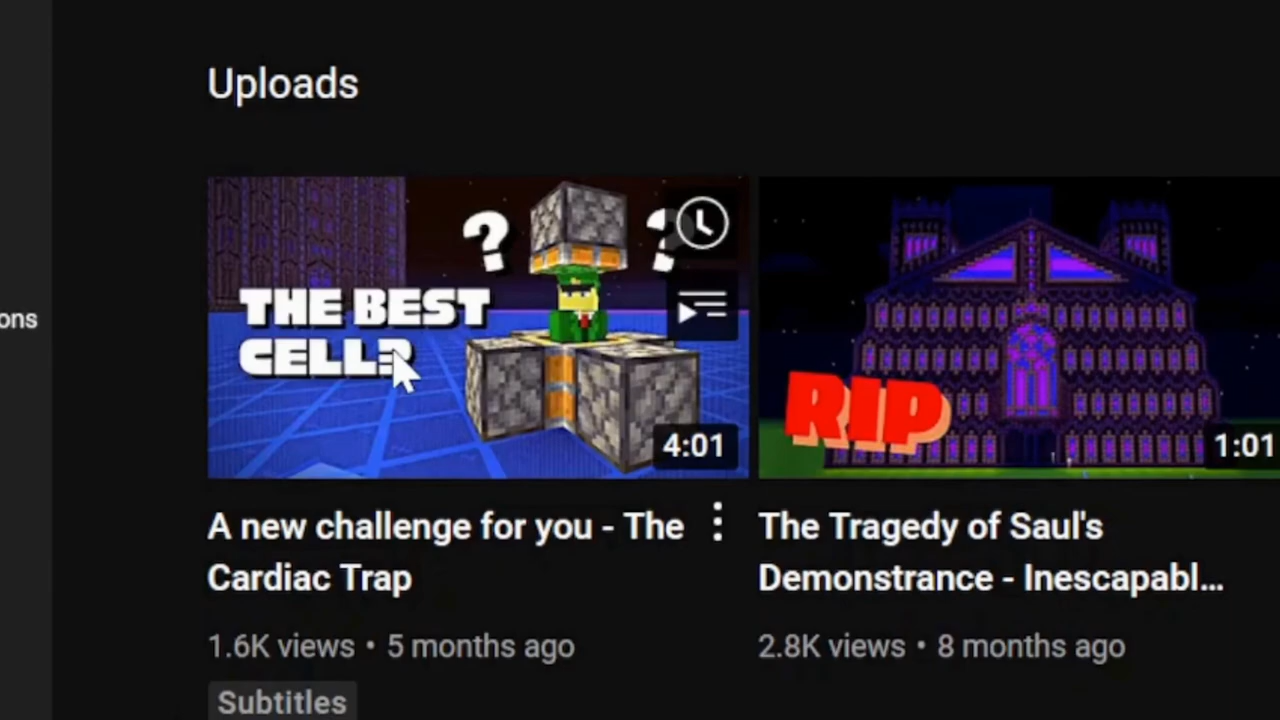 Uploads
ons
? ?
THE BEST
CELL?
4:01
RIP
1:01
A new challenge for you - The
Cardiac Trap
The Tragedy of Saul's
Demonstrance - Inescapabl...
1.6K views • 5 months ago
2.8K views • 8 months ago
Subtitles